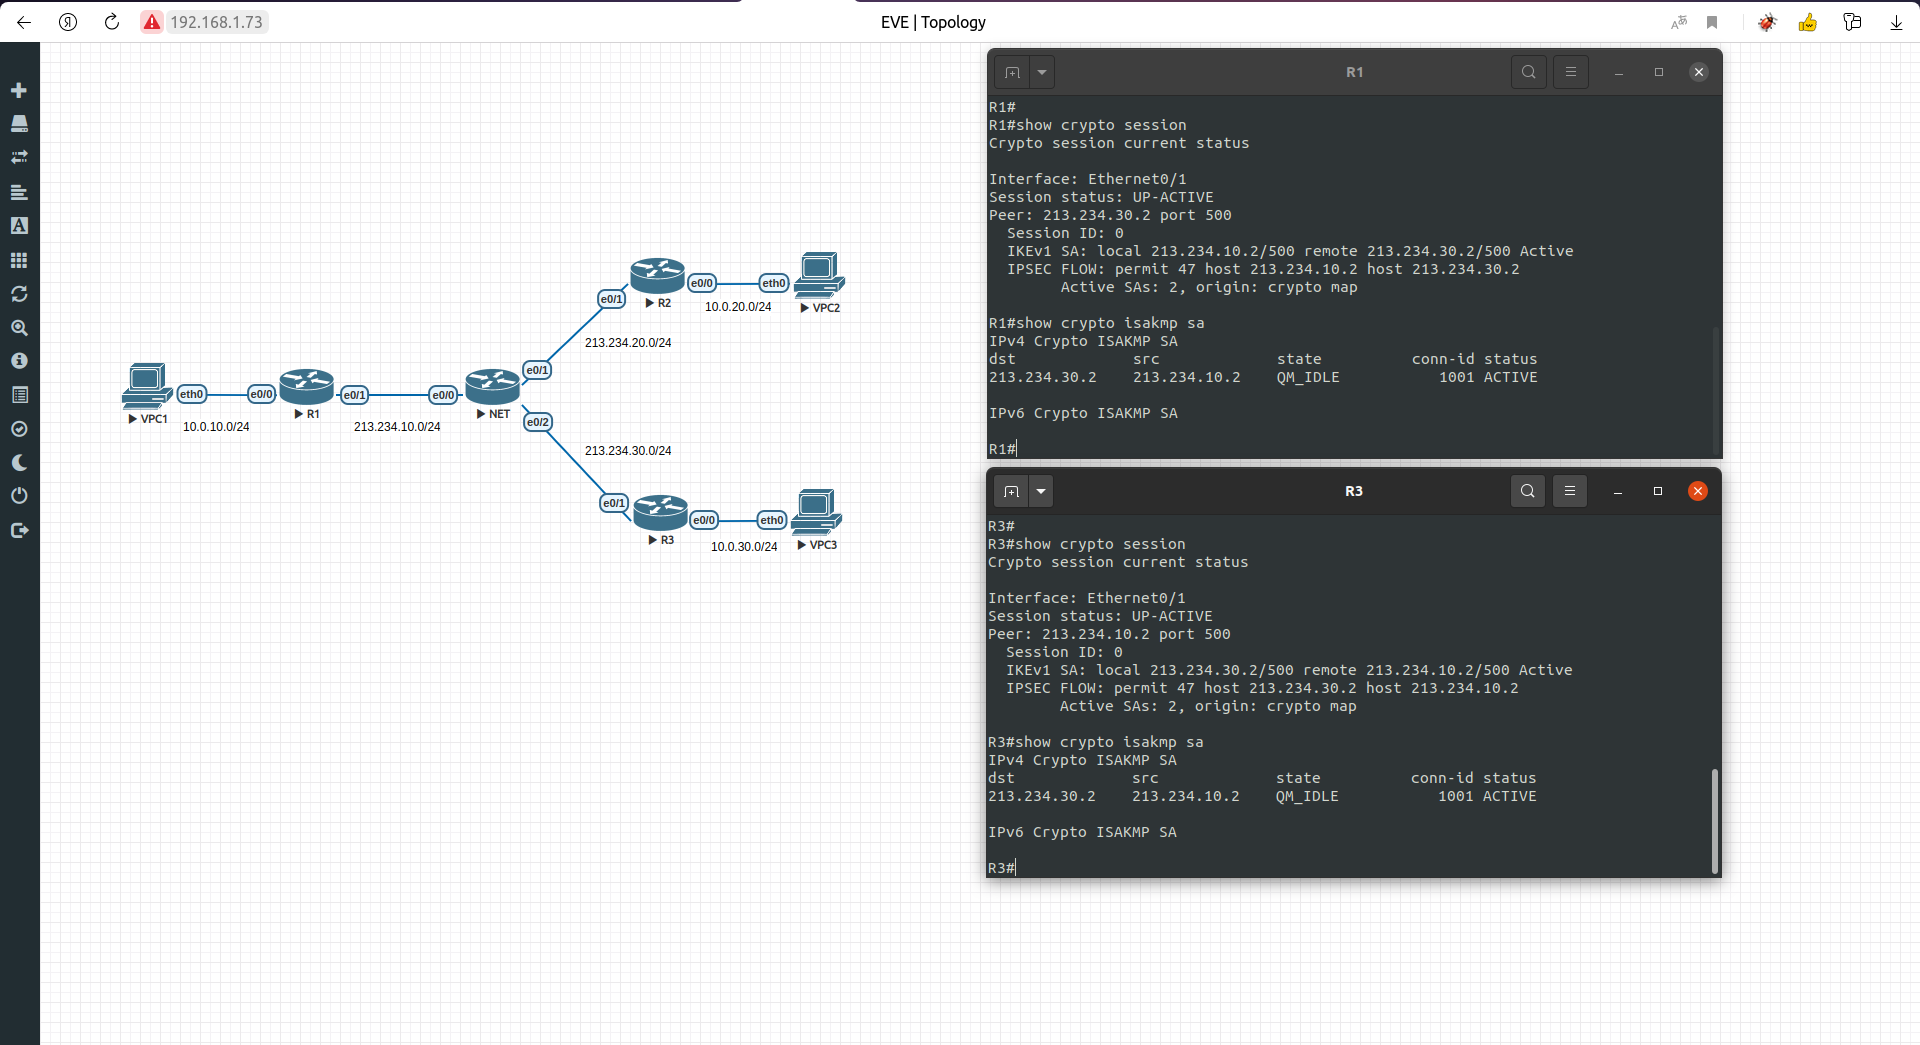 192.168.1.73
EVE | Topology
R2
e0/0
eth0
e0/1
10.0.20.0/24
VPC2
213.234.20.0/24
e0/1
eth0
e0/0
R1
e0/1
e0/0
NET
VPC1
10.0.10.0/24
213.234.10.0/24
e0/2
213.234.30.0/24
e0/1
R3
e0/0
eth0
10.0.30.0/24
VPC3
R1
R1#
R1#show crypto session
Crypto session current status
Interface: Ethernet0/1
Session status: UP-ACTIVE
Peer: 213.234.30.2 port 500
Session ID: 0
IKEv1 SA: local 213.234.10.2/500 remote 213.234.30.2/500 Active
IPSEC FLOW: permit 47 host 213.234.10.2 host 213.234.30.2
Active SAs: 2, origin: crypto map
R1#show crypto isakmp sa
IPv4 Crypto ISAKMP SA
dst src state conn-id status
213.234.30.2 213.234.10.2 QM_IDLE 1001 ACTIVE
IPv6 Crypto ISAKMP SA
R1#
R3
R3#
R3#show crypto session
Crypto session current status
Interface: Ethernet0/1
Session status: UP-ACTIVE
Peer: 213.234.10.2 port 500
Session ID: 0
IKEv1 SA: local 213.234.30.2/500 remote 213.234.10.2/500 Active
IPSEC FLOW: permit 47 host 213.234.30.2 host 213.234.10.2
Active SAs: 2, origin: crypto map
R3#show crypto isakmp sa
IPv4 Crypto ISAKMP SA
dst src state conn-id status
213.234.30.2 213.234.10.2 QM_IDLE 1001 ACTIVE
IPv6 Crypto ISAKMP SA
R3#